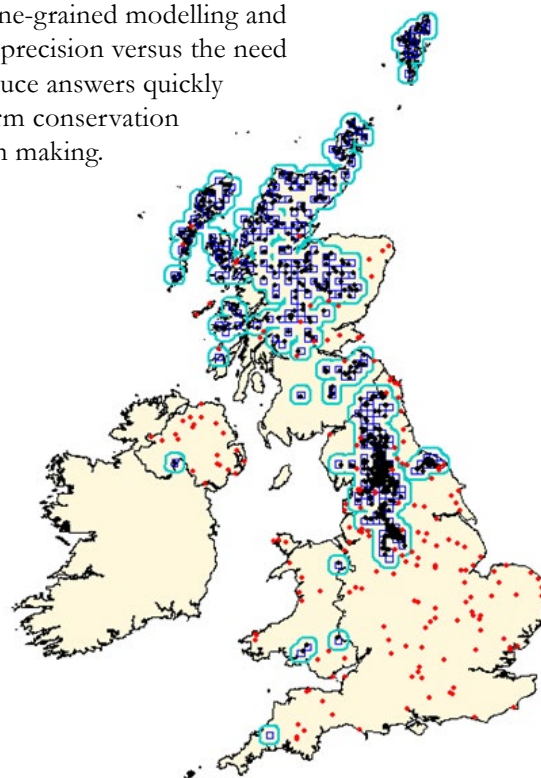 ne-grained modelling and
precision versus the need
uce answers quickly
rm conservation
n making.